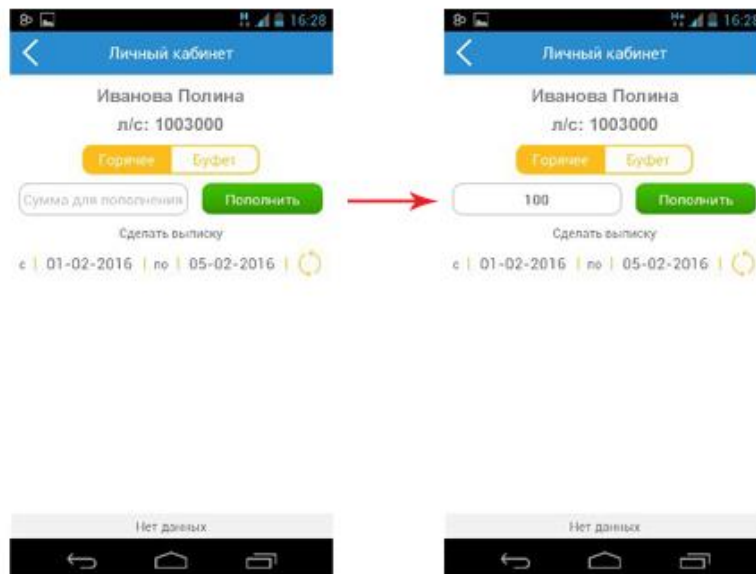 16:28
Личный кабинет
Иванова Полина
л/с: 1003000
Горячее Буфет
Сумма для пополнения Пополнить
Сделать выписку
с | 01-02-2016 | по | 05-02-2016 |
Нет данных
16:28
Личный кабинет
Иванова Полина
л/с: 1003000
Горячее Буфет
100 Пополнить
Сделать выписку
с | 01-02-2016 | по | 05-02-2016 |
Нет данных